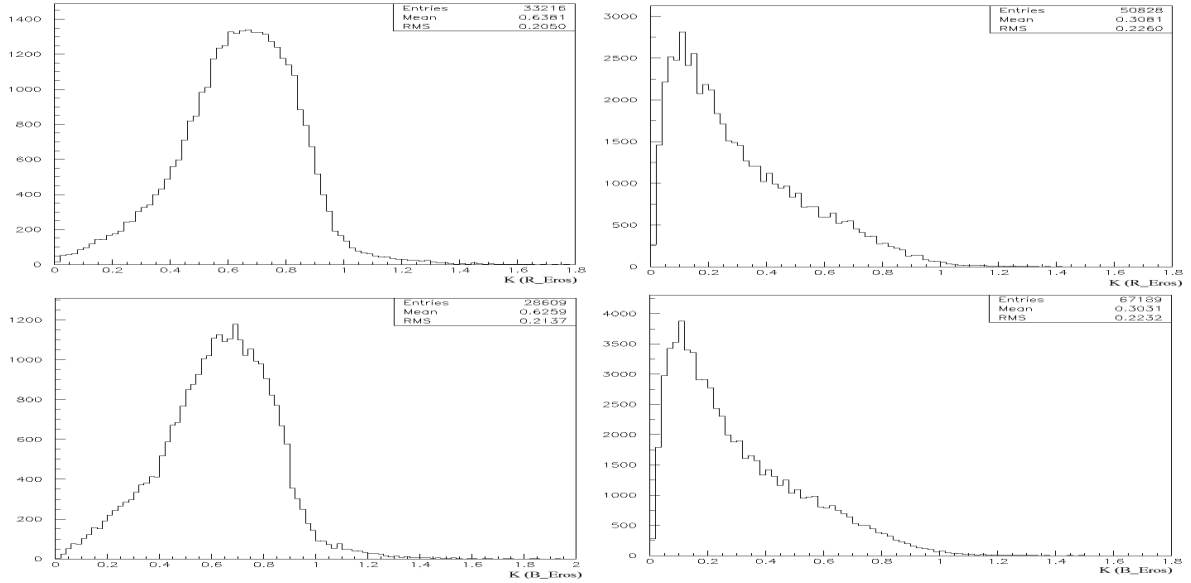 Entries 33216
Mean 0.6381
RMS 0.2050
1400
1200
1000
800
600
400
200
0
0 0.2 0.4 0.6 0.8 1 1.2 1.4 1.6 1.8
K (R_Eros)
Entries 50828
Mean 0.3081
RMS 0.2260
3000
2500
2000
1500
1000
500
0
0 0.2 0.4 0.6 0.8 1 1.2 1.4 1.6 1.8
K (R_Eros)
Entries 28609
Mean 0.6259
RMS 0.2137
1200
1000
800
600
400
200
0
0 0.2 0.4 0.6 0.8 1 1.2 1.4 1.6 1.8 2
K (B_Eros)
Entries 67189
Mean 0.3031
RMS 0.2232
4000
3500
3000
2500
2000
1500
1000
500
0
0 0.2 0.4 0.6 0.8 1 1.2 1.4 1.6 1.8
K (B_Eros)